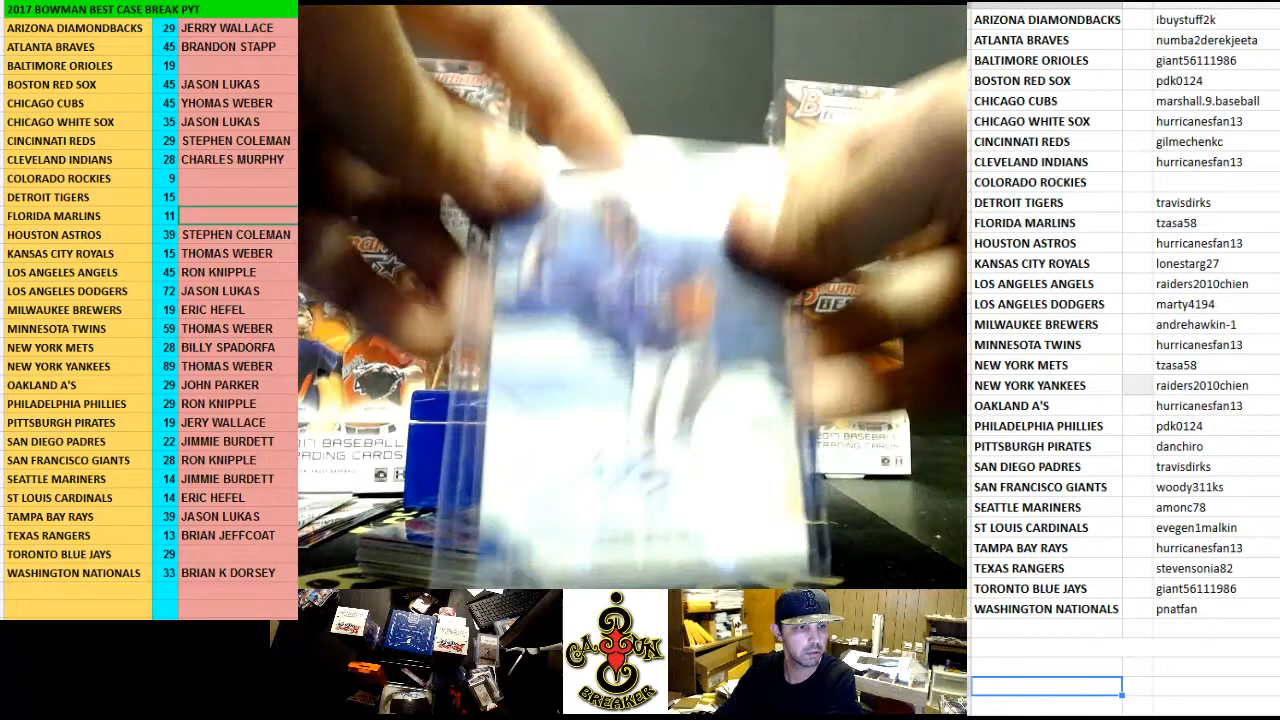 2017 BOWMAN BEST CASE BREAK PYT
ARIZONA DIAMONDBACKS 29 JERRY WALLACE
ATLANTA BRAVES 45 BRANDON STAPP
BALTIMORE ORIOLES 19
BOSTON RED SOX 45 JASON LUKAS
CHICAGO CUBS 45 YHOMAS WEBER
CHICAGO WHITE SOX 35 JASON LUKAS
CINCINNATI REDS 29 STEPHEN COLEMAN
CLEVELAND INDIANS 28 CHARLES MURPHY
COLORADO ROCKIES 9
DETROIT TIGERS 15
FLORIDA MARLINS 11
HOUSTON ASTROS 39 STEPHEN COLEMAN
KANSAS CITY ROYALS 15 THOMAS WEBER
LOS ANGELES ANGELS 45 RON KNIPPLE
LOS ANGELES DODGERS 72 JASON LUKAS
MILWAUKEE BREWERS 19 ERIC HEFEL
MINNESOTA TWINS 59 THOMAS WEBER
NEW YORK METS 28 BILLY SPADORFA
NEW YORK YANKEES 89 THOMAS WEBER
OAKLAND A'S 29 JOHN PARKER
PHILADELPHIA PHILLIES 29 RON KNIPPLE
PITTSBURGH PIRATES 19 JERY WALLACE
SAN DIEGO PADRES 22 JIMMIE BURDETT
SAN FRANCISCO GIANTS 28 RON KNIPPLE
SEATTLE MARINERS 14 JIMMIE BURDETT
ST LOUIS CARDINALS 14 ERIC HEFEL
TAMPA BAY RAYS 39 JASON LUKAS
TEXAS RANGERS 13 BRIAN JEFFCOAT
TORONTO BLUE JAYS 29
WASHINGTON NATIONALS 33 BRIAN K DORSEY
2017 BASEBALL
TRADING CARDS
CAJUN
BREAKER
ARIZONA DIAMONDBACKS ibuystuff2k
ATLANTA BRAVES numba2derekjeeta
BALTIMORE ORIOLES giant56111986
BOSTON RED SOX pdk0124
CHICAGO CUBS marshall.9.baseball
CHICAGO WHITE SOX hurricanesfan13
CINCINNATI REDS gilmechenkc
CLEVELAND INDIANS hurricanesfan13
COLORADO ROCKIES
DETROIT TIGERS travisdirks
FLORIDA MARLINS tzasa58
HOUSTON ASTROS hurricanesfan13
KANSAS CITY ROYALS lonestarg27
LOS ANGELES ANGELS raiders2010chien
LOS ANGELES DODGERS marty4194
MILWAUKEE BREWERS andrehawkin-1
MINNESOTA TWINS hurricanesfan13
NEW YORK METS tzasa58
NEW YORK YANKEES raiders2010chien
OAKLAND A'S hurricanesfan13
PHILADELPHIA PHILLIES pdk0124
PITTSBURGH PIRATES danchiro
SAN DIEGO PADRES travisdirks
SAN FRANCISCO GIANTS woody311ks
SEATTLE MARINERS amonc78
ST LOUIS CARDINALS evegen1malkin
TAMPA BAY RAYS hurricanesfan13
TEXAS RANGERS stevensonia82
TORONTO BLUE JAYS giant56111986
WASHINGTON NATIONALS pnatfan